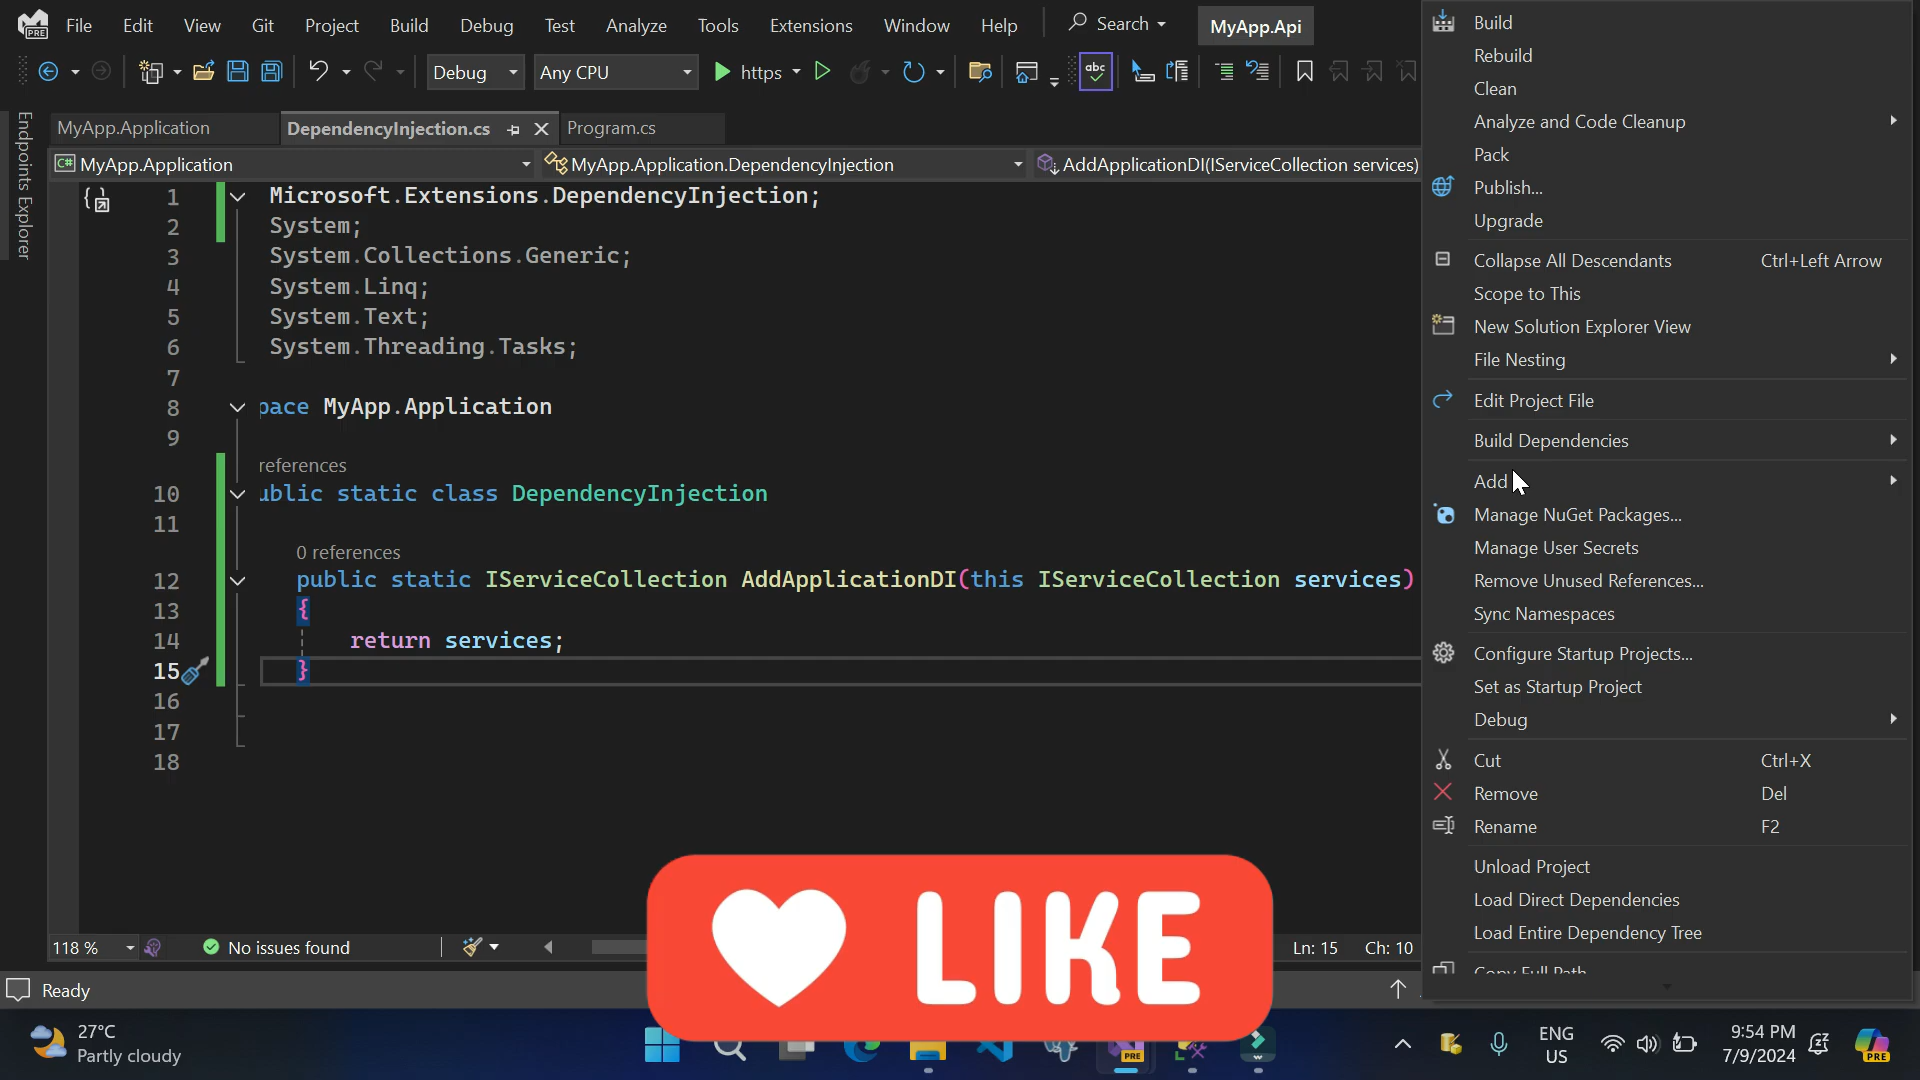 File Edit View Git Project Build Debug Test Analyze Tools Extensions Window Help Search MyApp.Api
PRE
Debug Any CPU https abc
Endpoints Explorer
MyApp.Application DependencyInjection.cs Program.cs
C# MyApp.Application MyApp.Application.DependencyInjection AddApplicationDI(IServiceCollection services)
1 Microsoft.Extensions.DependencyInjection;
2 System;
3 System.Collections.Generic;
4 System.Linq;
5 System.Text;
6 System.Threading.Tasks;
7
8 pace MyApp.Application
9
references
10 ublic static class DependencyInjection
11
0 references
12 public static IServiceCollection AddApplicationDI(this IServiceCollection services)
13 {
14 return services;
15 }
16
17
18
118 % No issues found Ln: 15 Ch: 10
Ready
Build
Rebuild
Clean
Analyze and Code Cleanup
Pack
Publish...
Upgrade
Collapse All Descendants Ctrl+Left Arrow
Scope to This
New Solution Explorer View
File Nesting
Edit Project File
Build Dependencies
Add
Manage NuGet Packages...
Manage User Secrets
Remove Unused References...
Sync Namespaces
Configure Startup Projects...
Set as Startup Project
Debug
Cut Ctrl+X
Remove Del
Rename F2
Unload Project
Load Direct Dependencies
Load Entire Dependency Tree
Copy Full Path
LIKE
27°C
Partly cloudy
PRE
ENG
US
9:54 PM
7/9/2024
PRE